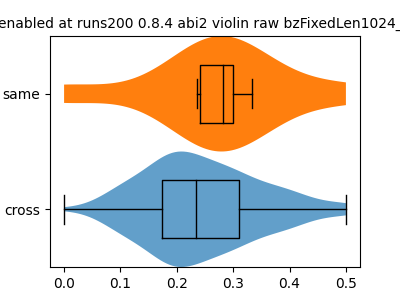 enabled at runs200 0.8.4 abi2 violin raw bzFixedLen1024_
same
cross
0.0 0.1 0.2 0.3 0.4 0.5